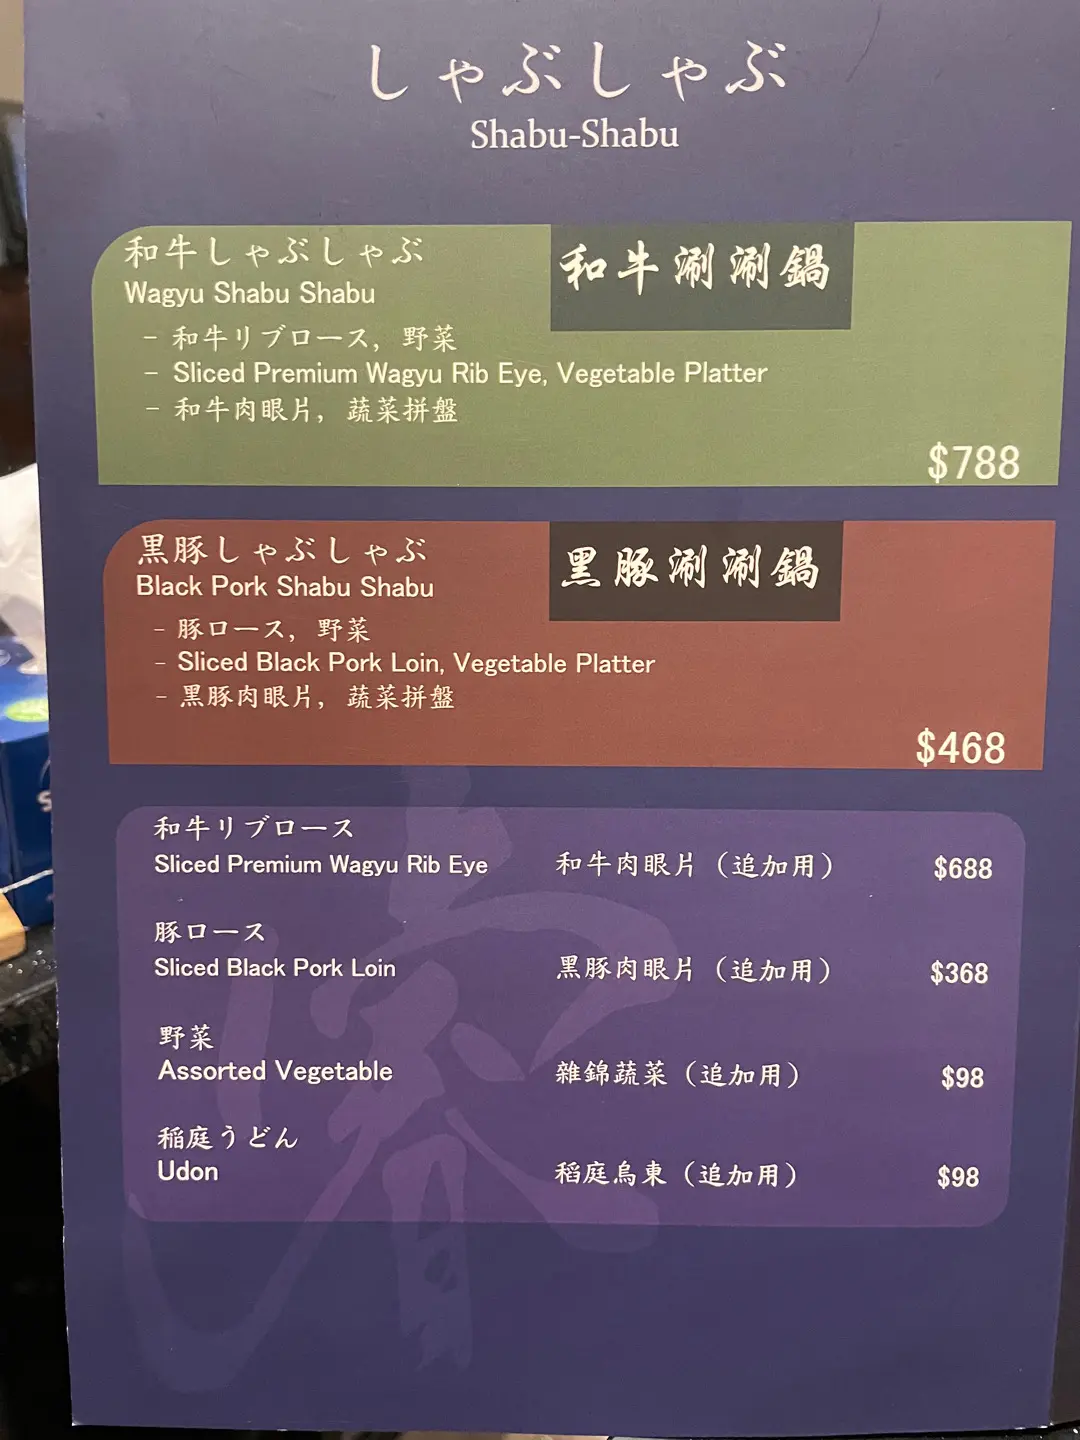 しゃぶしゃぶ
Shabu-Shabu
和牛しゃぶしゃぶ
和牛涮涮鍋
Wagyu Shabu Shabu
- 和牛リブロース, 野菜
- Sliced Premium Wagyu Rib Eye, Vegetable Platter
- 和牛肉眼片, 蔬菜拼盤
$788
黒豚しゃぶしゃぶ
黑豚涮涮鍋
Black Pork Shabu Shabu
- 豚ロース, 野菜
- Sliced Black Pork Loin, Vegetable Platter
- 黑豚肉眼片, 蔬菜拼盤
$468
和牛リブロース
Sliced Premium Wagyu Rib Eye 和牛肉眼片（追加用） $688
豚ロース
Sliced Black Pork Loin 黑豚肉眼片（追加用） $368
野菜
Assorted Vegetable 雜錦蔬菜（追加用） $98
稲庭うどん
Udon 稻庭烏東（追加用） $98